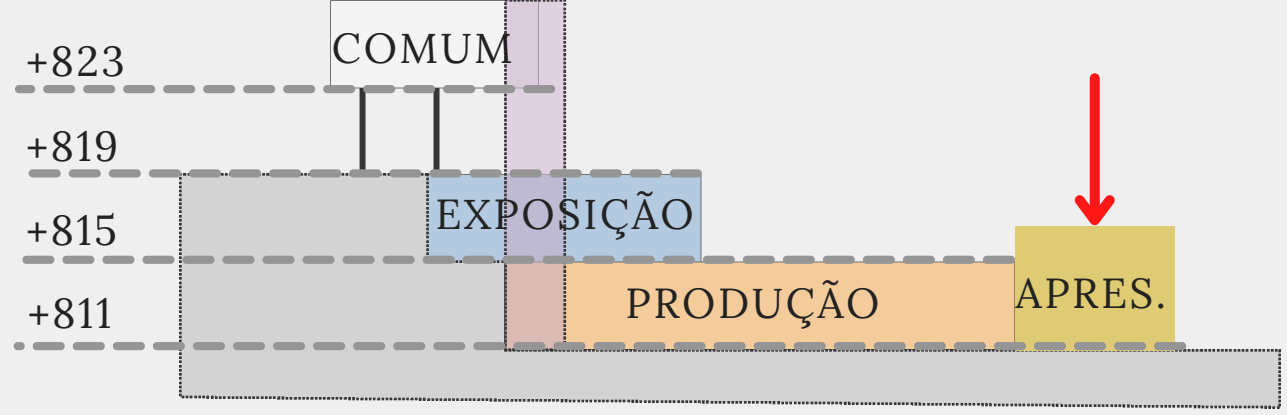 COMUM
+823
+819
EXPOSIÇÃO
+815
PRODUÇÃO
APRES.
+811